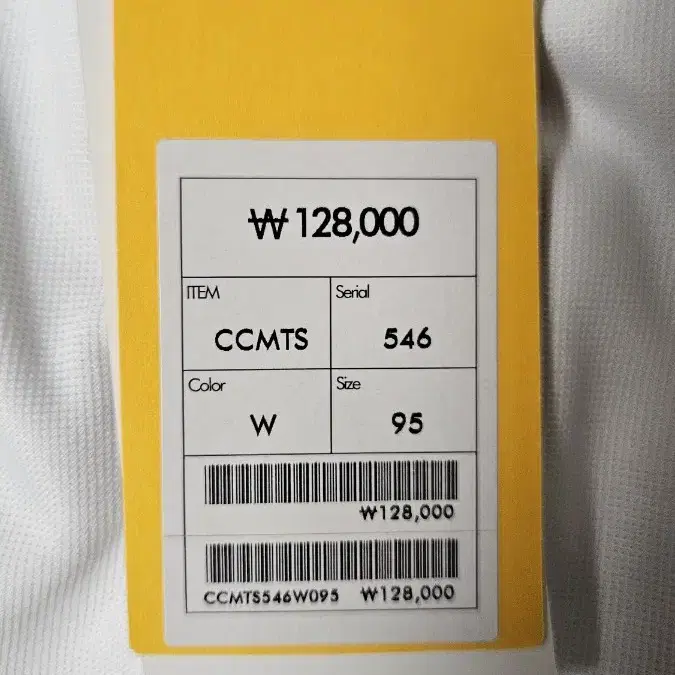 ₩128,000
ITEM
Serial
CCMTS
546
Color
Size
W
95
₩128,000
CCMTS546W095 ₩128,000